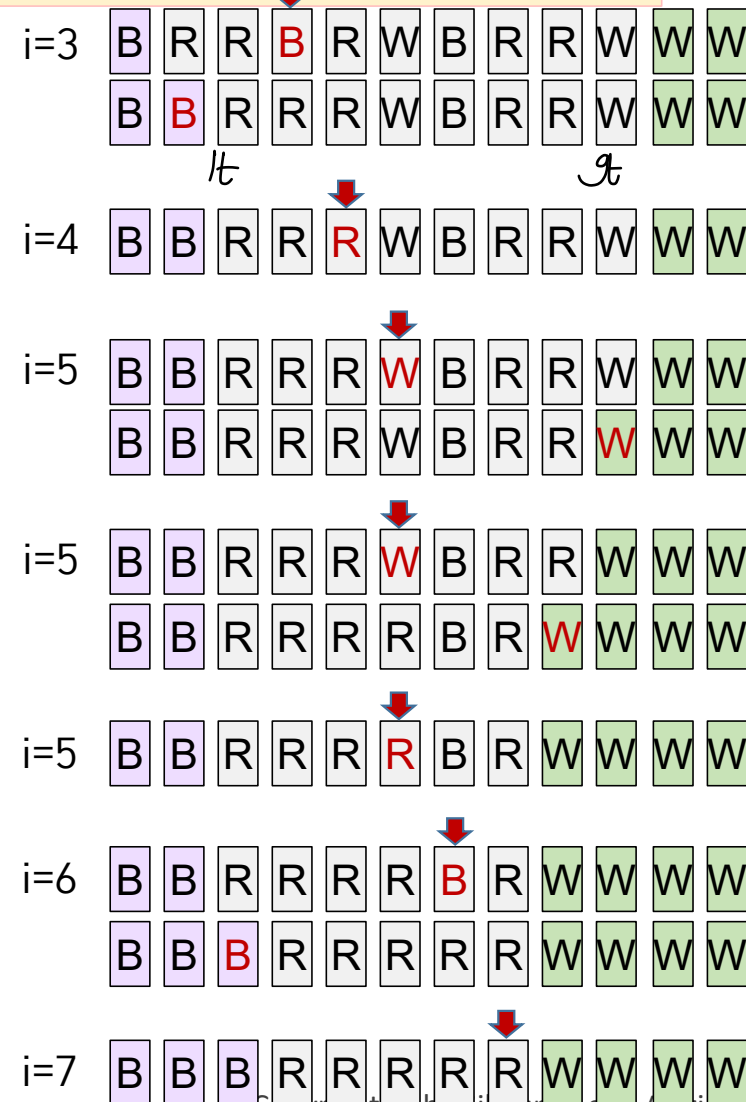 i=3 B R R B R W B R R W W W
B B R R R W B R R W W W
lt gt
i=4 B B R R R W B R R W W W
i=5 B B R R R W B R R W W W
B B R R R W B R R W W W
i=5 B B R R R W B R R W W W
B B R R R R B R W W W W
i=5 B B R R R R B R W W W W
i=6 B B R R R R B R W W W W
B B B R R R R R W W W W
i=7 B B B R R R R R W W W W